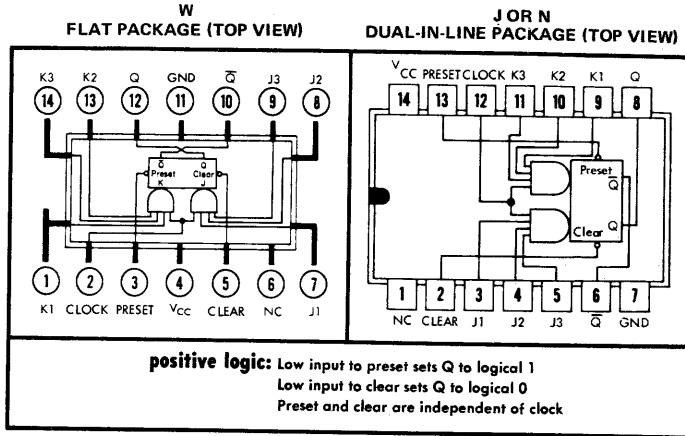 W
FLAT PACKAGE (TOP VIEW)
K3 K2 Q GND Q̅ J3 J2
14 13 12 11 10 9 8
Q̅ Q
Preset Clear
K J
1 2 3 4 5 6 7
K1 CLOCK PRESET VCC CLEAR NC J1
J OR N
DUAL-IN-LINE PACKAGE (TOP VIEW)
VCC PRESET CLOCK K3 K2 K1 Q
14 13 12 11 10 9 8
Preset
Q̅
Q
Clear
1 2 3 4 5 6 7
NC CLEAR J1 J2 J3 Q̅ GND
positive logic: Low input to preset sets Q to logical 1
Low input to clear sets Q to logical 0
Preset and clear are independent of clock